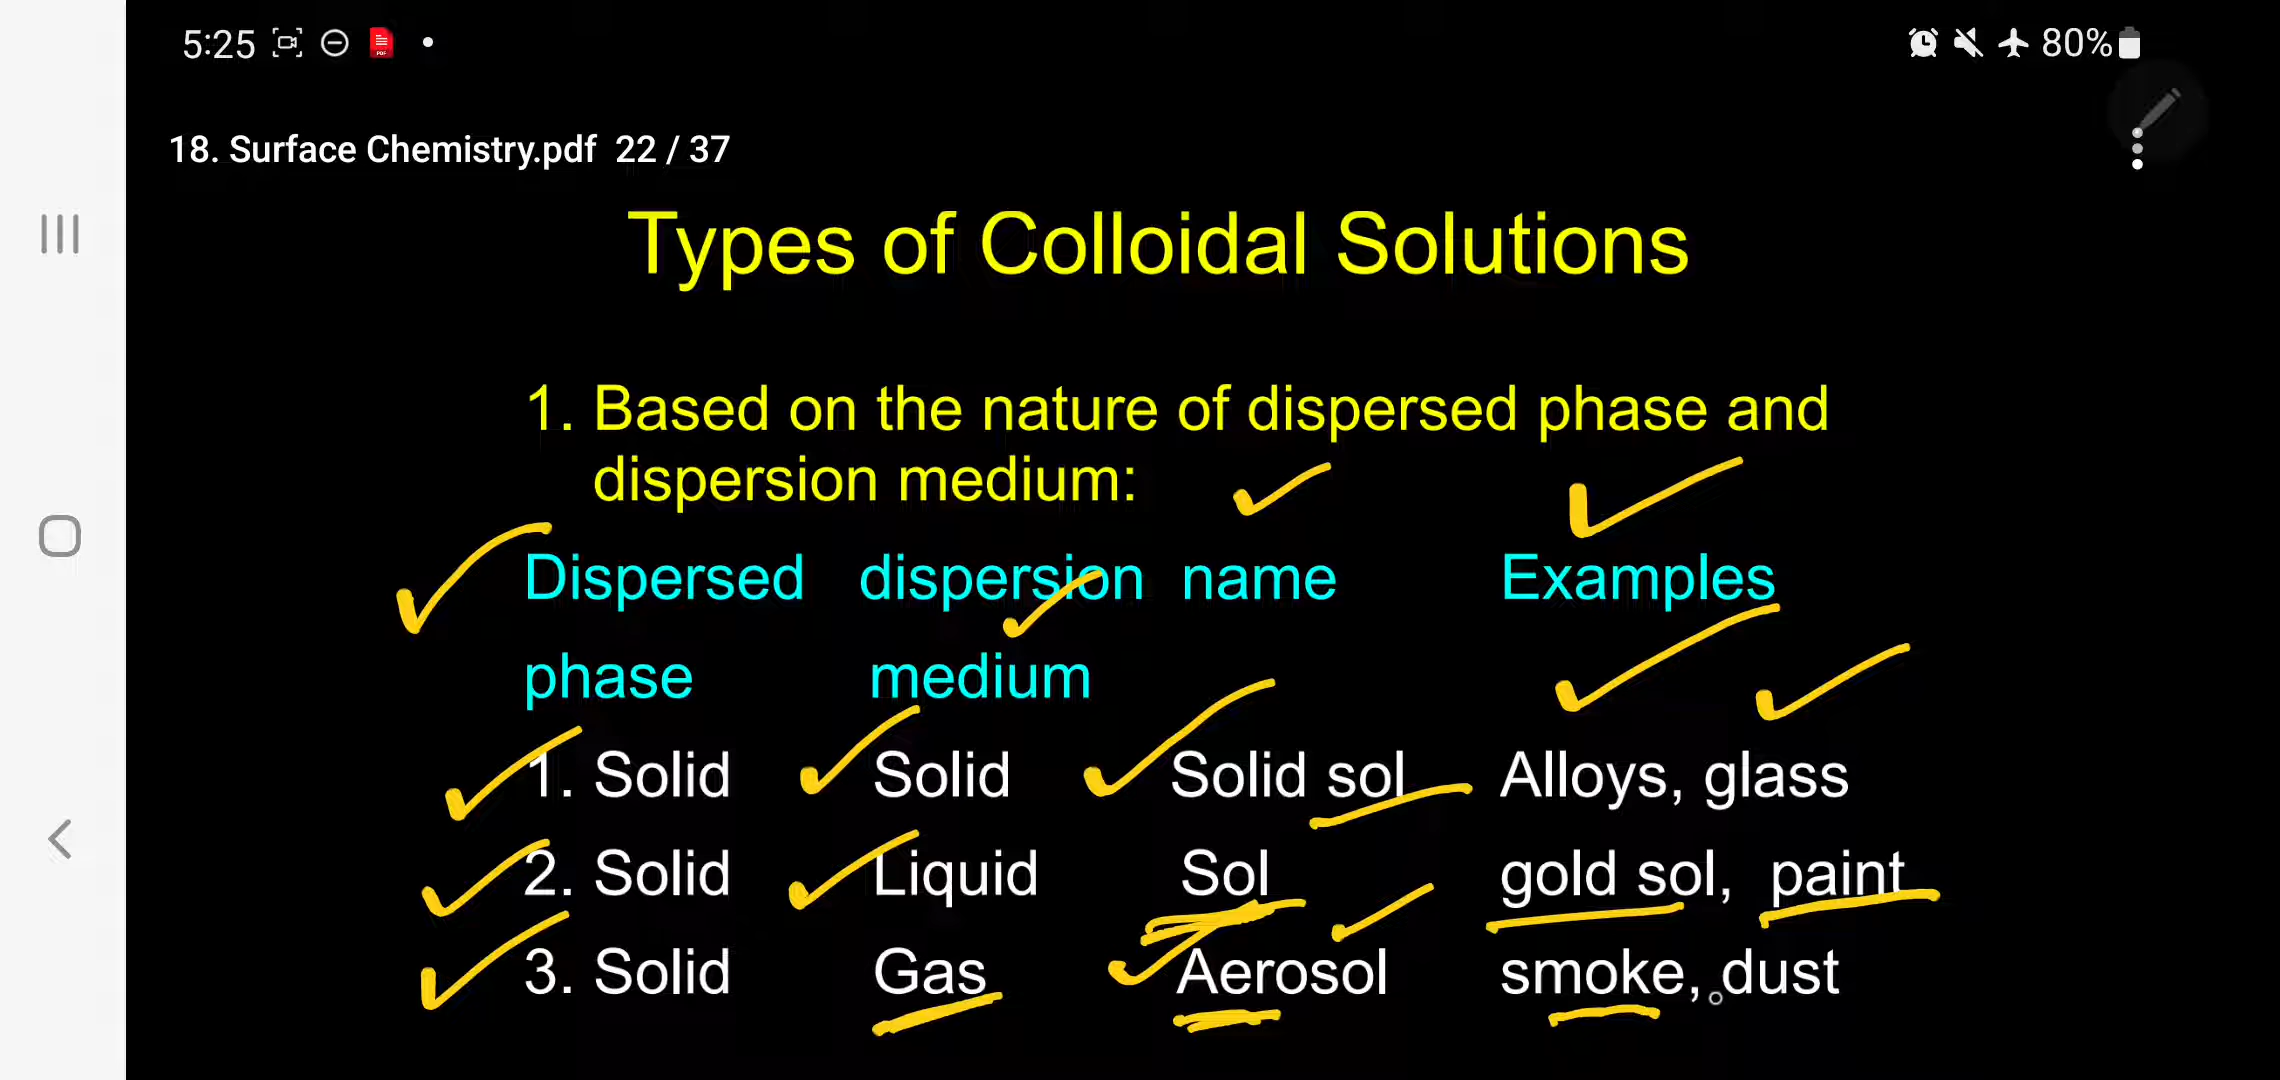 5:25 80%
18. Surface Chemistry.pdf 22 / 37
Types of Colloidal Solutions
1. Based on the nature of dispersed phase and
dispersion medium:
Dispersed dispersion name Examples
phase medium
1. Solid Solid Solid sol Alloys, glass
2. Solid Liquid Sol gold sol, paint
3. Solid Gas Aerosol smoke, dust